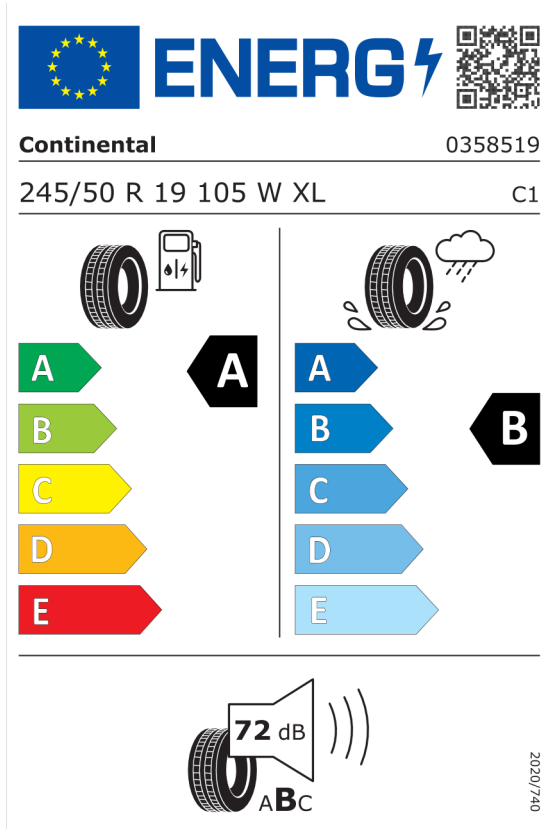 ENERG
Continental 0358519
245/50 R 19 105 W XL C1
A A
B
C
D
E
A
B B
C
D
E
72 dB
ABC
2020/740